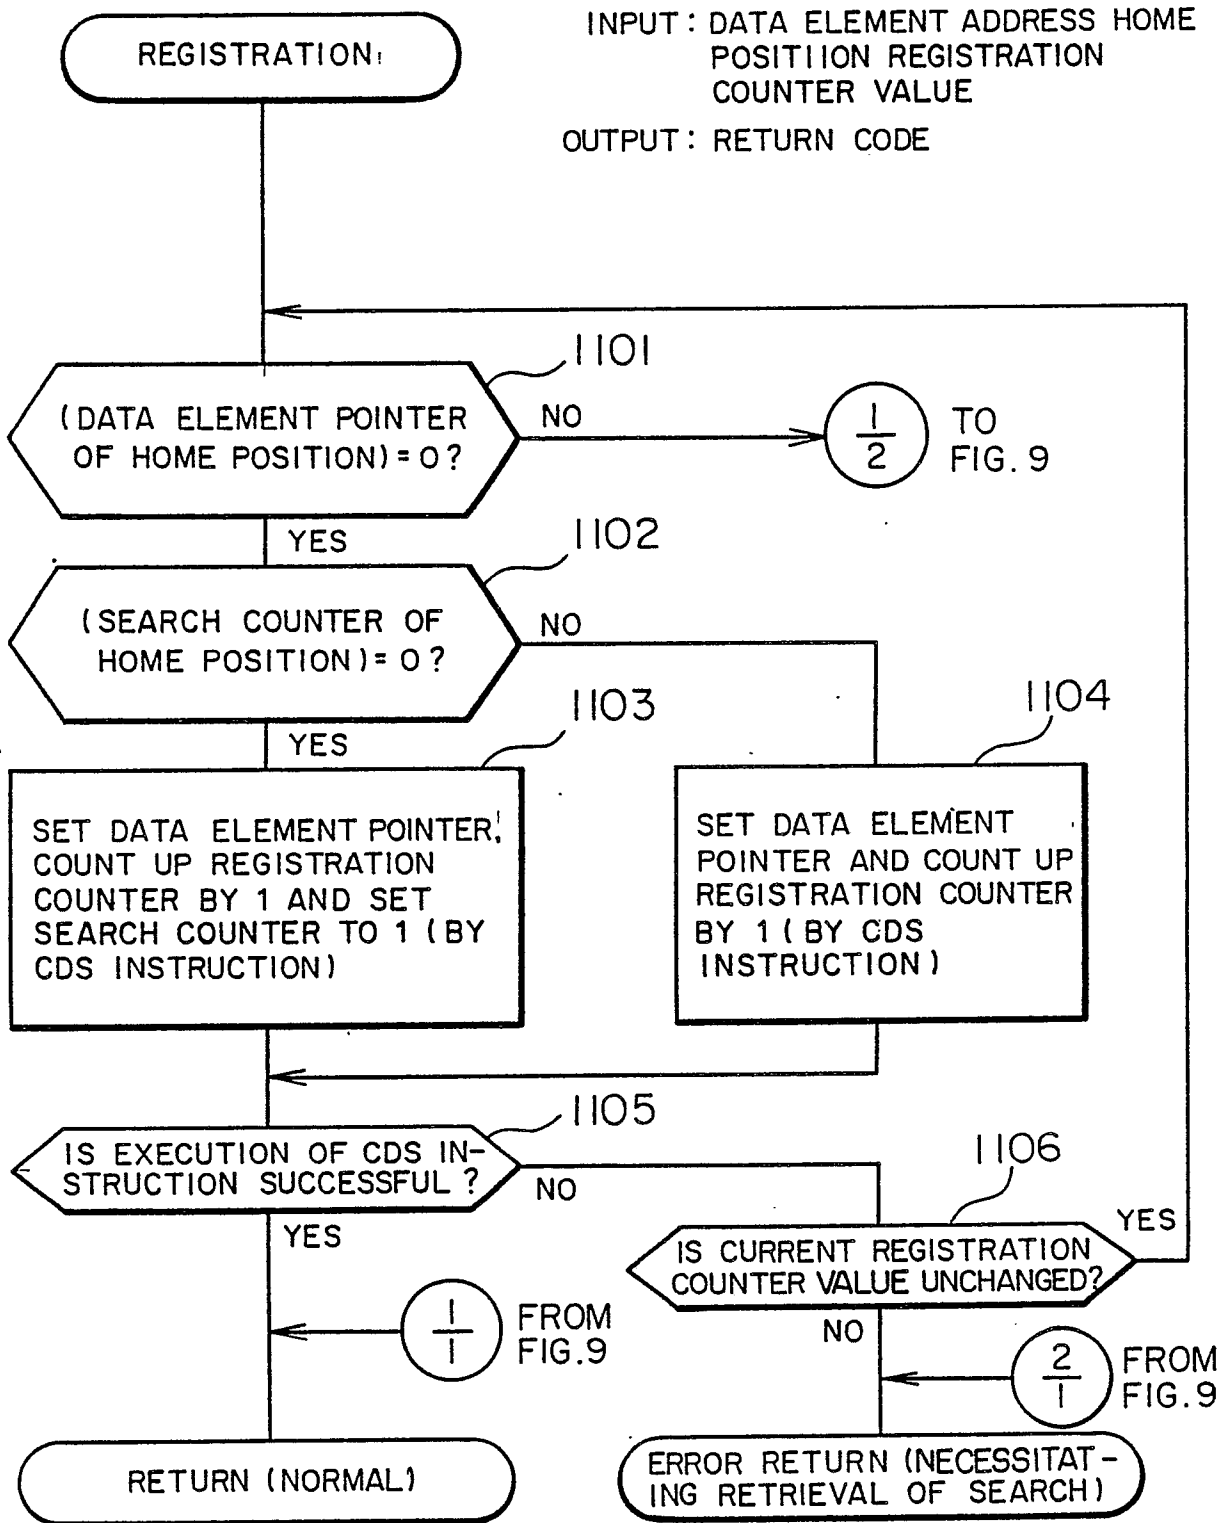 REGISTRATION
INPUT : DATA ELEMENT ADDRESS HOME
POSITIION REGISTRATION
COUNTER VALUE
OUTPUT : RETURN CODE
1101
(DATA ELEMENT POINTER
OF HOME POSITION) = 0 ?
NO
1
2
TO
FIG. 9
YES
1102
(SEARCH COUNTER OF
HOME POSITION) = 0 ?
NO
YES
1103
SET DATA ELEMENT POINTER,
COUNT UP REGISTRATION
COUNTER BY 1 AND SET
SEARCH COUNTER TO 1 (BY
CDS INSTRUCTION)
1104
SET DATA ELEMENT
POINTER AND COUNT UP
REGISTRATION COUNTER
BY 1 (BY CDS
INSTRUCTION)
1105
IS EXECUTION OF CDS IN-
STRUCTION SUCCESSFUL ?
NO
YES
1106
IS CURRENT REGISTRATION
COUNTER VALUE UNCHANGED?
YES
NO
1
1
FROM
FIG.9
2
1
FROM
FIG.9
RETURN (NORMAL)
ERROR RETURN (NECESSITAT-
ING RETRIEVAL OF SEARCH)